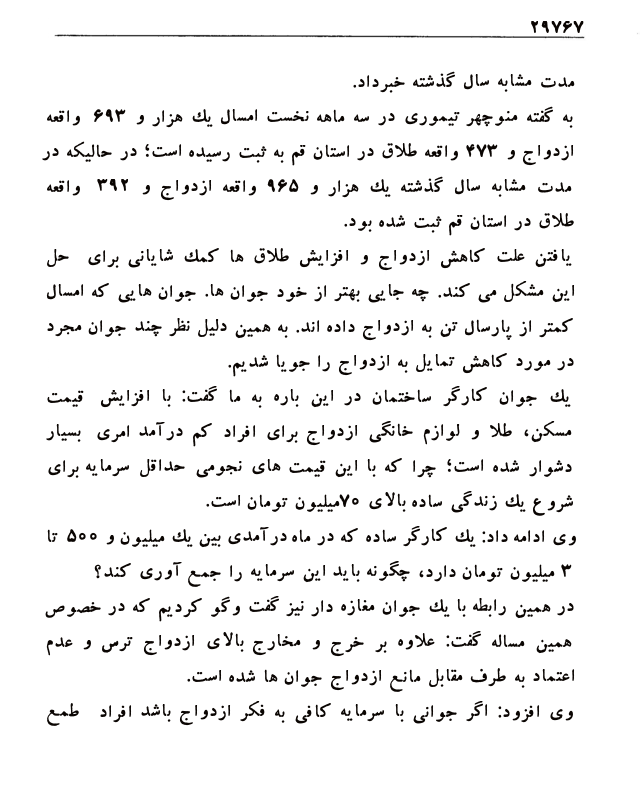 ۲۹۷۶۷
مدت مشابه سال گذشته خبرداد.
به گفته منوچهر تیموری در سه ماهه نخست امسال یك هزار و ۶۹۳ واقعه
ازدواج و ۴۷۳ واقعه طلاق در استان قم به ثبت رسیده است؛ در حالیکه در
مدت مشابه سال گذشته یك هزار و ۹۶۵ واقعه ازدواج و ۳۹۲ واقعه
طلاق در استان قم ثبت شده بود.
یافتن علت کاهش ازدواج و افزایش طلاق ها کمك شایانی برای حل
این مشکل می کند. چه جایی بهتر از خود جوان ها. جوان هایی که امسال
کمتر از پارسال تن به ازدواج داده اند. به همین دلیل نظر چند جوان مجرد
در مورد کاهش تمایل به ازدواج را جویا شدیم.
یك جوان کارگر ساختمان در این باره به ما گفت: با افزایش قیمت
مسکن، طلا و لوازم خانگی ازدواج برای افراد کم درآمد امری بسیار
دشوار شده است؛ چرا که با این قیمت های نجومی حداقل سرمایه برای
شروع یك زندگی ساده بالای ۷۰میلیون تومان است.
وی ادامه داد: یك کارگر ساده که در ماه درآمدی بین یك میلیون و ۵۰۰ تا
۳ میلیون تومان دارد، چگونه باید این سرمایه را جمع آوری کند؟
در همین رابطه با یك جوان مغازه دار نیز گفت وگو کردیم که در خصوص
همین مساله گفت: علاوه بر خرج و مخارج بالای ازدواج ترس و عدم
اعتماد به طرف مقابل مانع ازدواج جوان ها شده است.
وی افزود: اگر جوانی با سرمایه کافی به فکر ازدواج باشد افراد طمع